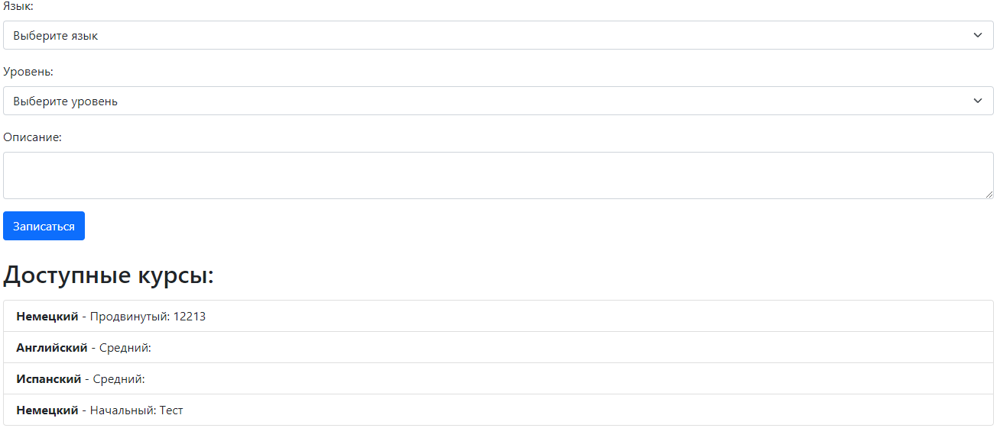 Язык:
Выберите язык
Уровень:
Выберите уровень
Описание:
Записаться
Доступные курсы:
Немецкий - Продвинутый: 12213
Английский - Средний:
Испанский - Средний:
Немецкий - Начальный: Тест